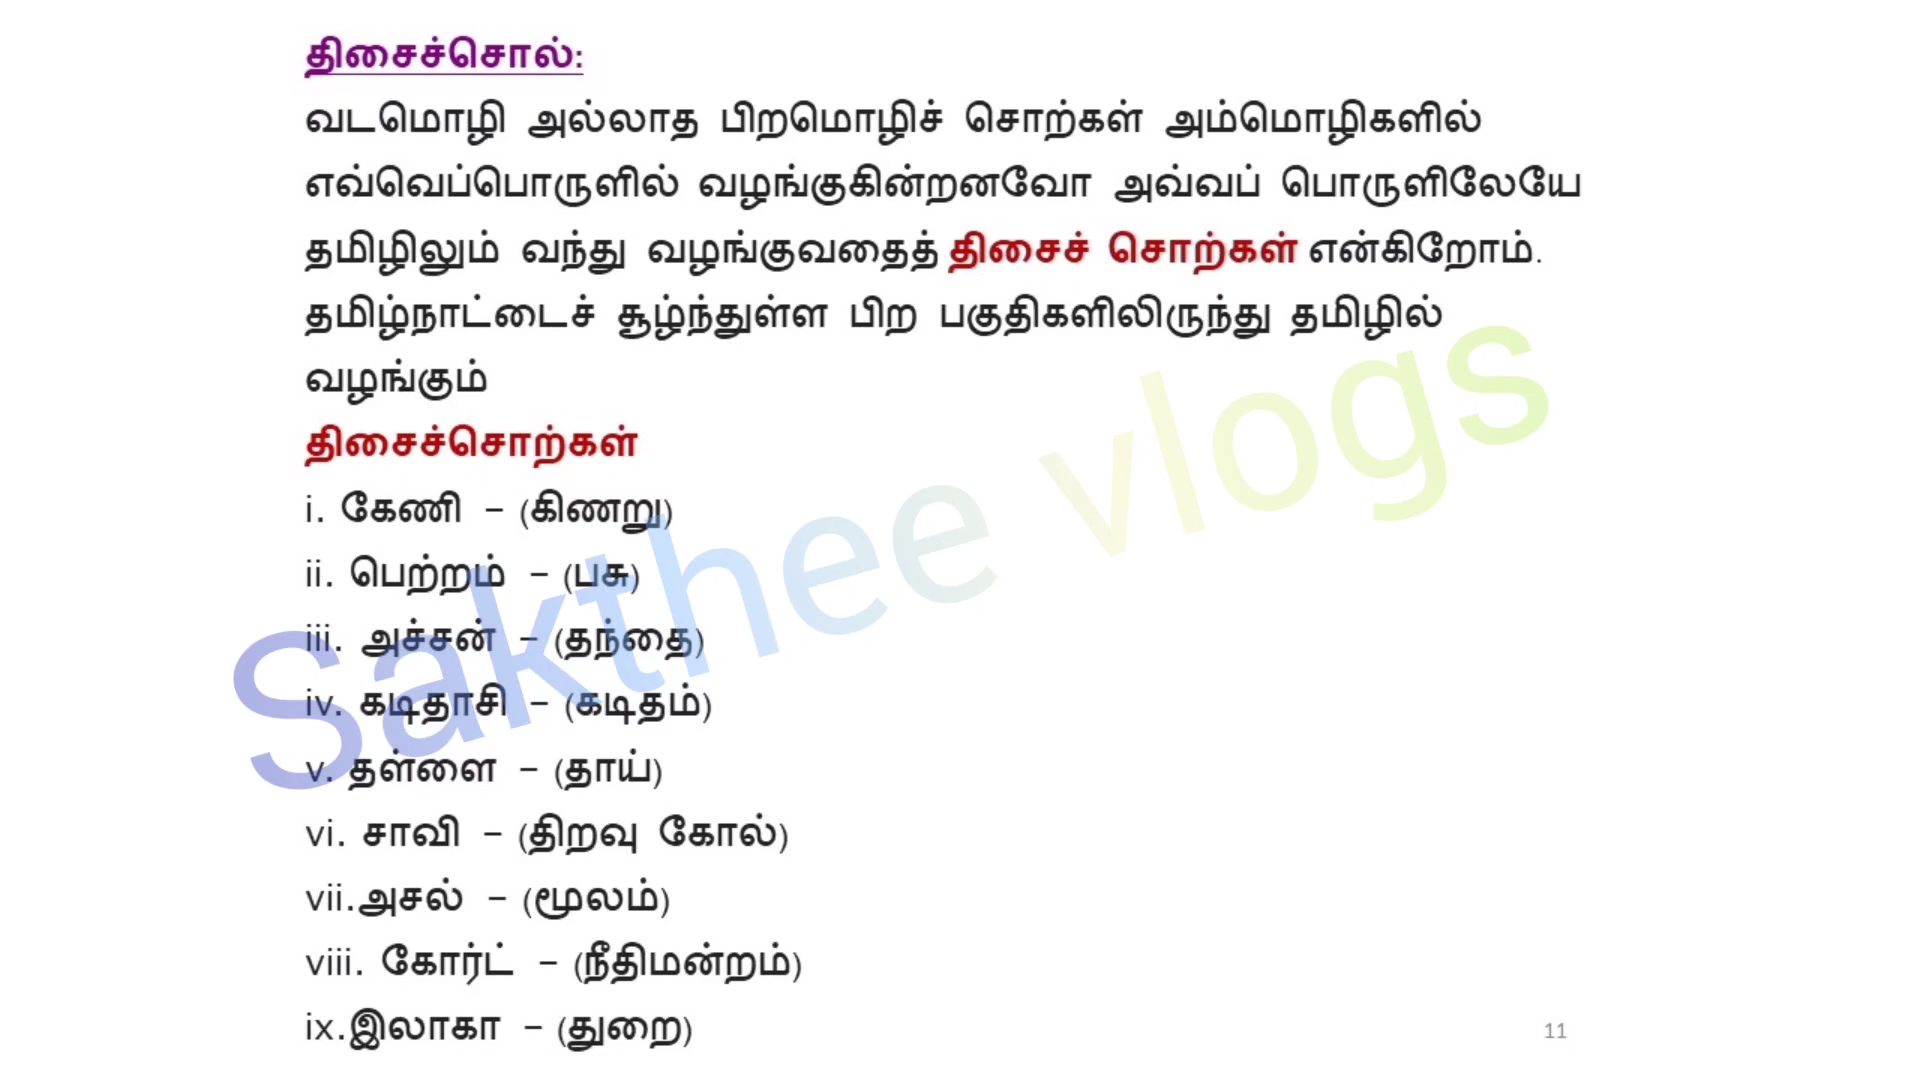 திசைச்சொல்:
வடமொழி அல்லாத பிறமொழிச் சொற்கள் அம்மொழிகளில்
எவ்வெப்பொருளில் வழங்குகின்றனவோ அவ்வப் பொருளிலேயே
தமிழிலும் வந்து வழங்குவதைத் திசைச் சொற்கள் என்கிறோம்.
தமிழ்நாட்டைச் சூழ்ந்துள்ள பிற பகுதிகளிலிருந்து தமிழில்
வழங்கும்
திசைச்சொற்கள்
i. கேணி – (கிணறு)
ii. பெற்றம் – (பசு)
iii. அச்சன் – (தந்தை)
iv. கடிதாசி – (கடிதம்)
v. தள்ளை – (தாய்)
vi. சாவி – (திறவு கோல்)
vii.அசல் – (மூலம்)
viii. கோர்ட் – (நீதிமன்றம்)
ix.இலாகா – (துறை)
11
Sakthee vlogs